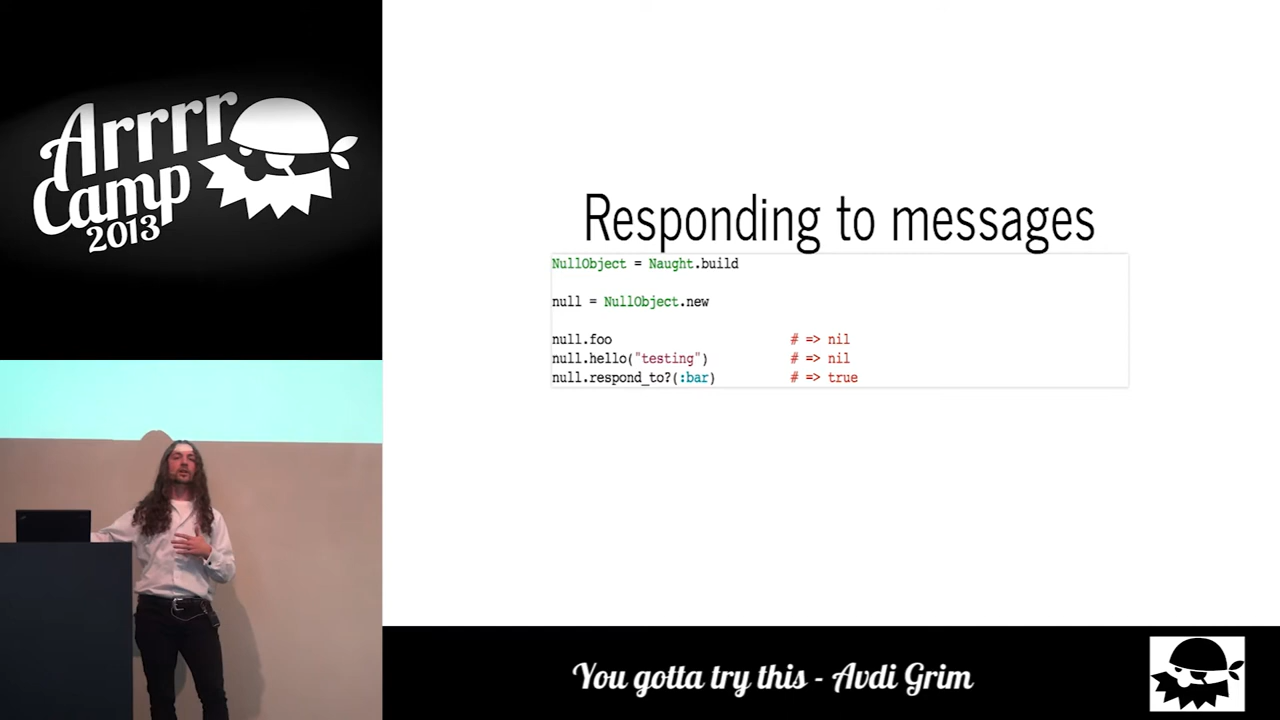 Arrrr
Camp
2013
Responding to messages
NullObject = Naught.build
null = NullObject.new
null.foo # => nil
null.hello("testing") # => nil
null.respond_to?(:bar) # => true
You gotta try this - Avdi Grim